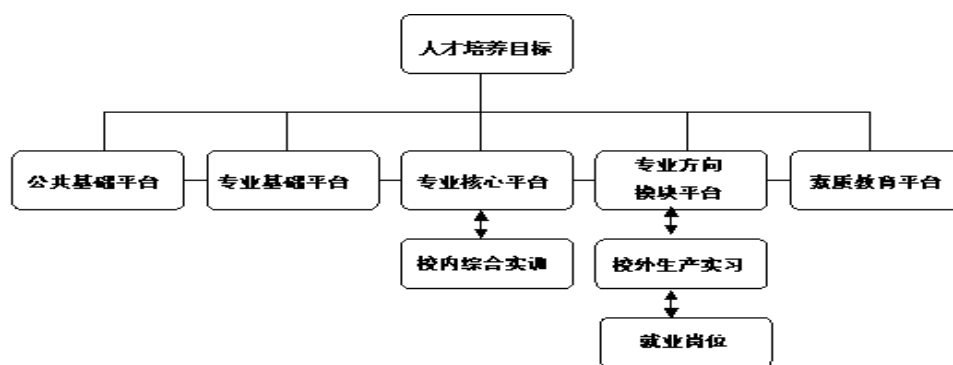 人才培养目标
公共基础平台
专业基础平台
专业核心平台
专业方向
模块平台
素质教育平台
校内综合实训
校外生产实习
就业岗位